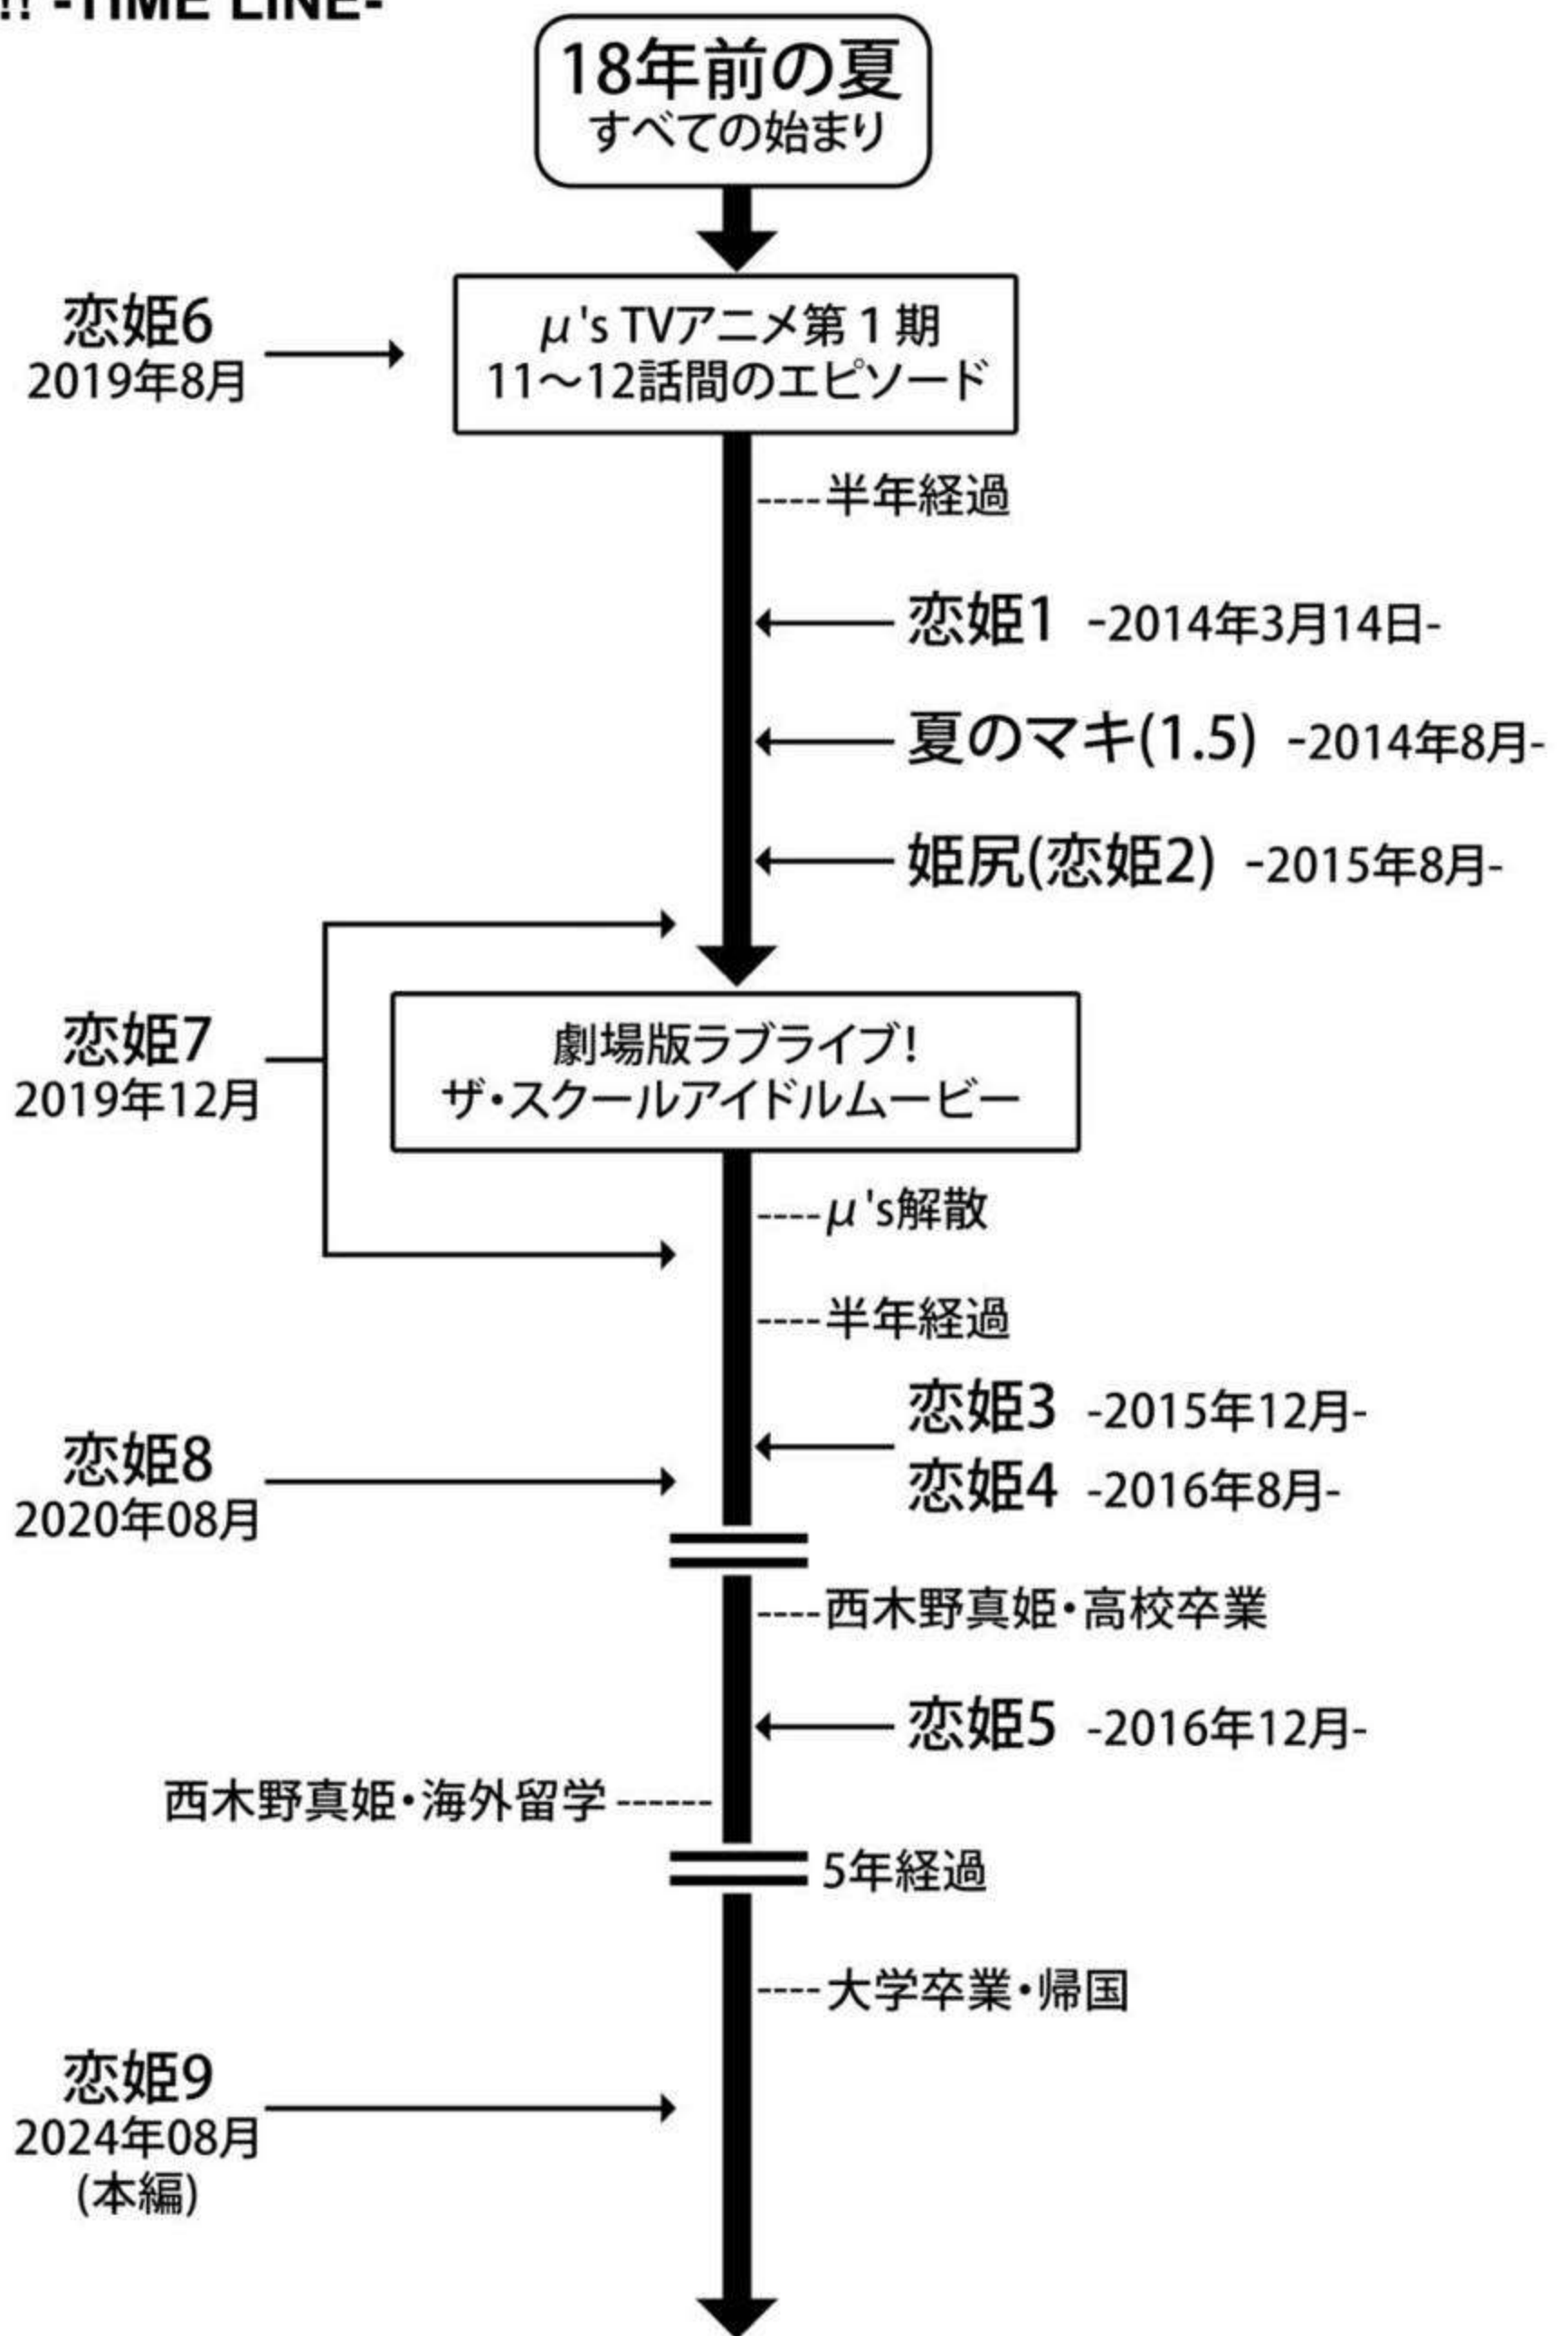 !! -TIME LINE-
18年前の夏
すべての始まり
恋姫6
2019年8月
μ's TVアニメ第1期
11～12話間のエピソード
----半年経過
恋姫1 -2014年3月14日-
夏のマキ(1.5) -2014年8月-
姫尻(恋姫2) -2015年8月-
恋姫7
2019年12月
劇場版ラブライブ!
ザ・スクールアイドルムービー
----μ's解散
----半年経過
恋姫3 -2015年12月-
恋姫4 -2016年8月-
恋姫8
2020年08月
----西木野真姫・高校卒業
恋姫5 -2016年12月-
西木野真姫・海外留学------
5年経過
----大学卒業・帰国
恋姫9
2024年08月
(本編)